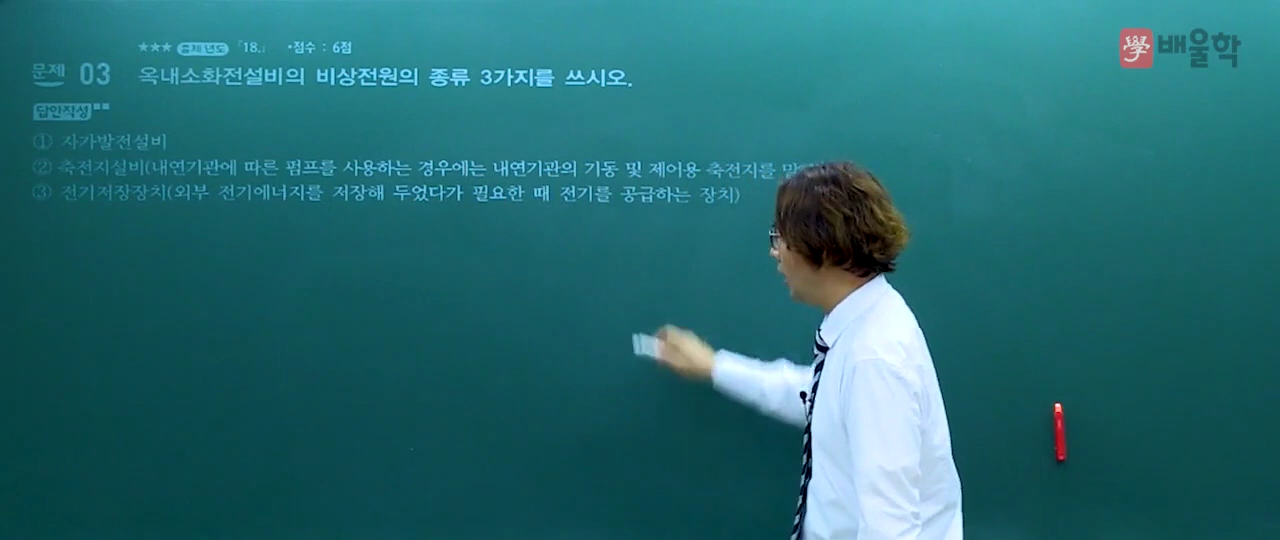 學 배울학
★★★ 출제년도 「18.」 •점수 : 6점
문제 03 옥내소화전설비의 비상전원의 종류 3가지를 쓰시오.
답안작성
① 자가발전설비
② 축전지설비(내연기관에 따른 펌프를 사용하는 경우에는 내연기관의 기동 및 제어용 축전지를
③ 전기저장장치(외부 전기에너지를 저장해 두었다가 필요한 때 전기를 공급하는 장치)